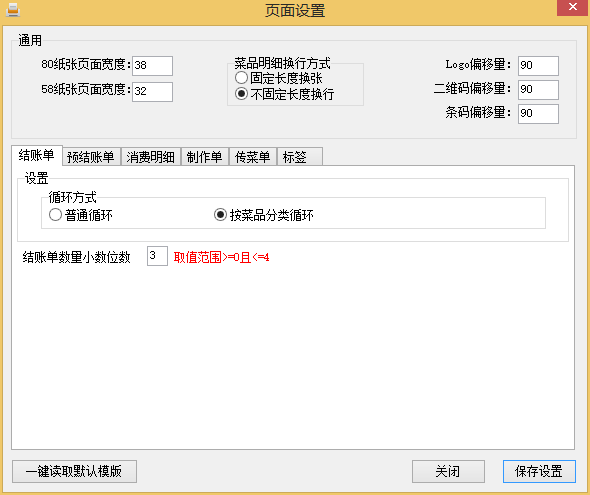 页面设置
通用
80纸张页面宽度:38
58纸张页面宽度:32
菜品明细换行方式
固定长度换张
不固定长度换行
Logo偏移量: 90
二维码偏移量: 90
条码偏移量: 90
结账单 预结账单 消费明细 制作单 传菜单 标签
设置
循环方式
普通循环 按菜品分类循环
结账单数量小数位数 3 取值范围>=0且<=4
一键读取默认模版 关闭 保存设置